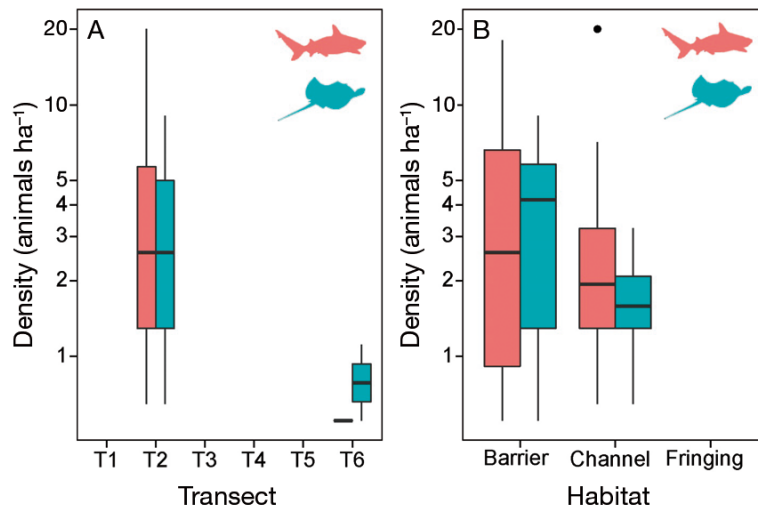 A
Density (animals ha⁻¹)
20
10
5
4
3
2
1
T1 T2 T3 T4 T5 T6
Transect
B
Density (animals ha⁻¹)
20
10
5
4
3
2
1
Barrier Channel Fringing
Habitat